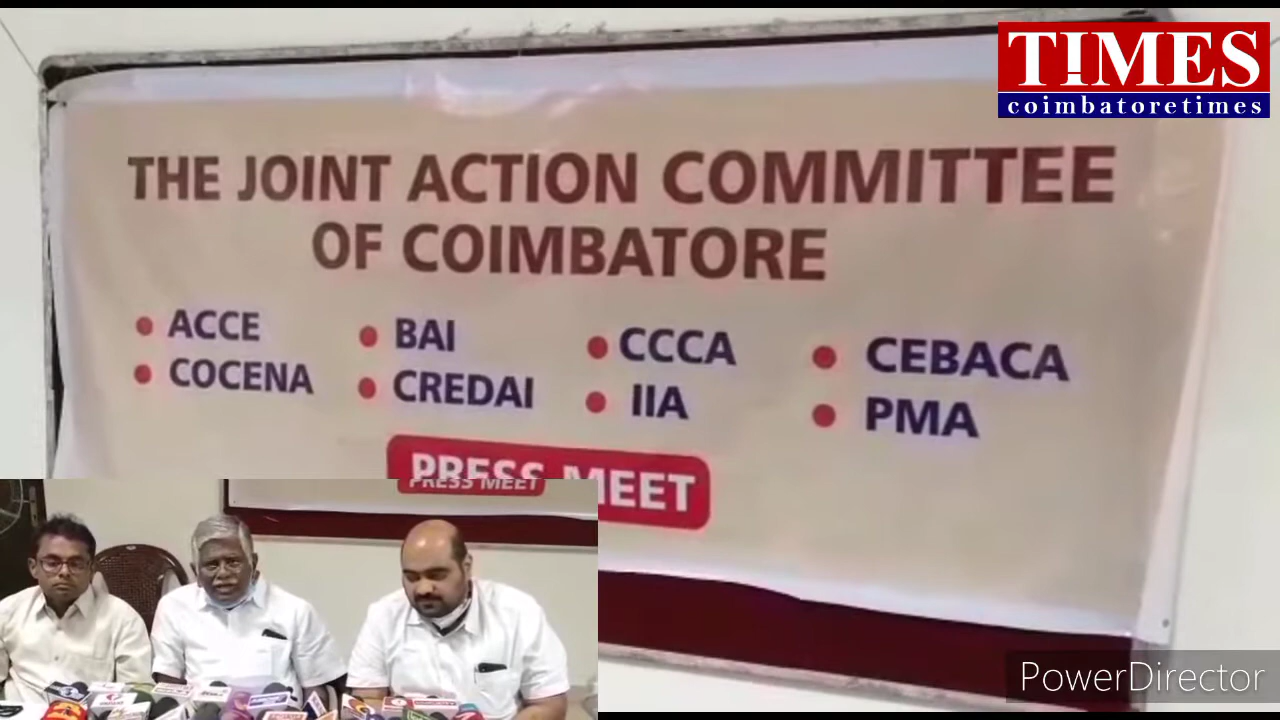 TIMES
coimbatoretimes
THE JOINT ACTION COMMITTEE
OF COIMBATORE
• ACCE • BAI • CCCA • CEBACA
• COCENA • CREDAI • IIA • PMA
PRESS MEET
PRESS MEET
PowerDirector